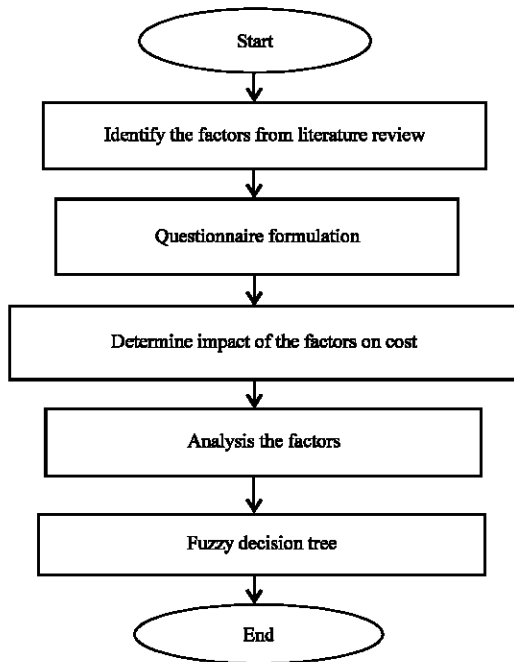 Start
Identify the factors from literature review
Questionnaire formulation
Determine impact of the factors on cost
Analysis the factors
Fuzzy decision tree
End